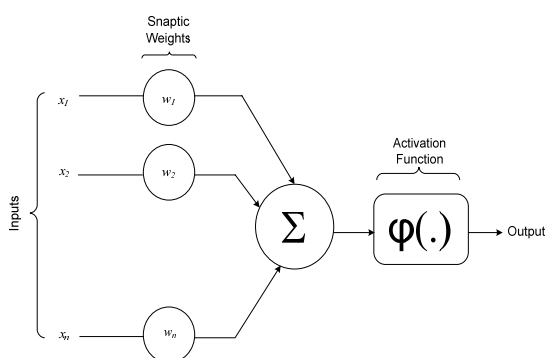 Snaptic
Weights
x1
w1
Activation
Function
x2
w2
Inputs
Σ
φ(.)
Output
xn
wn